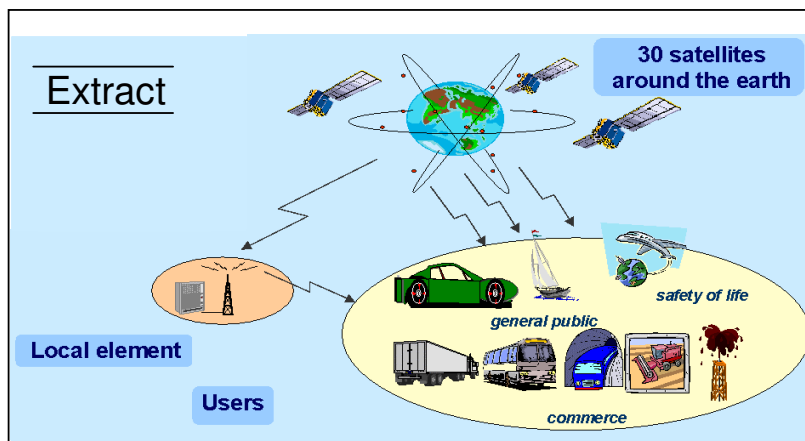 Extract
30 satellites
around the earth
safety of life
general public
Local element
Users
commerce